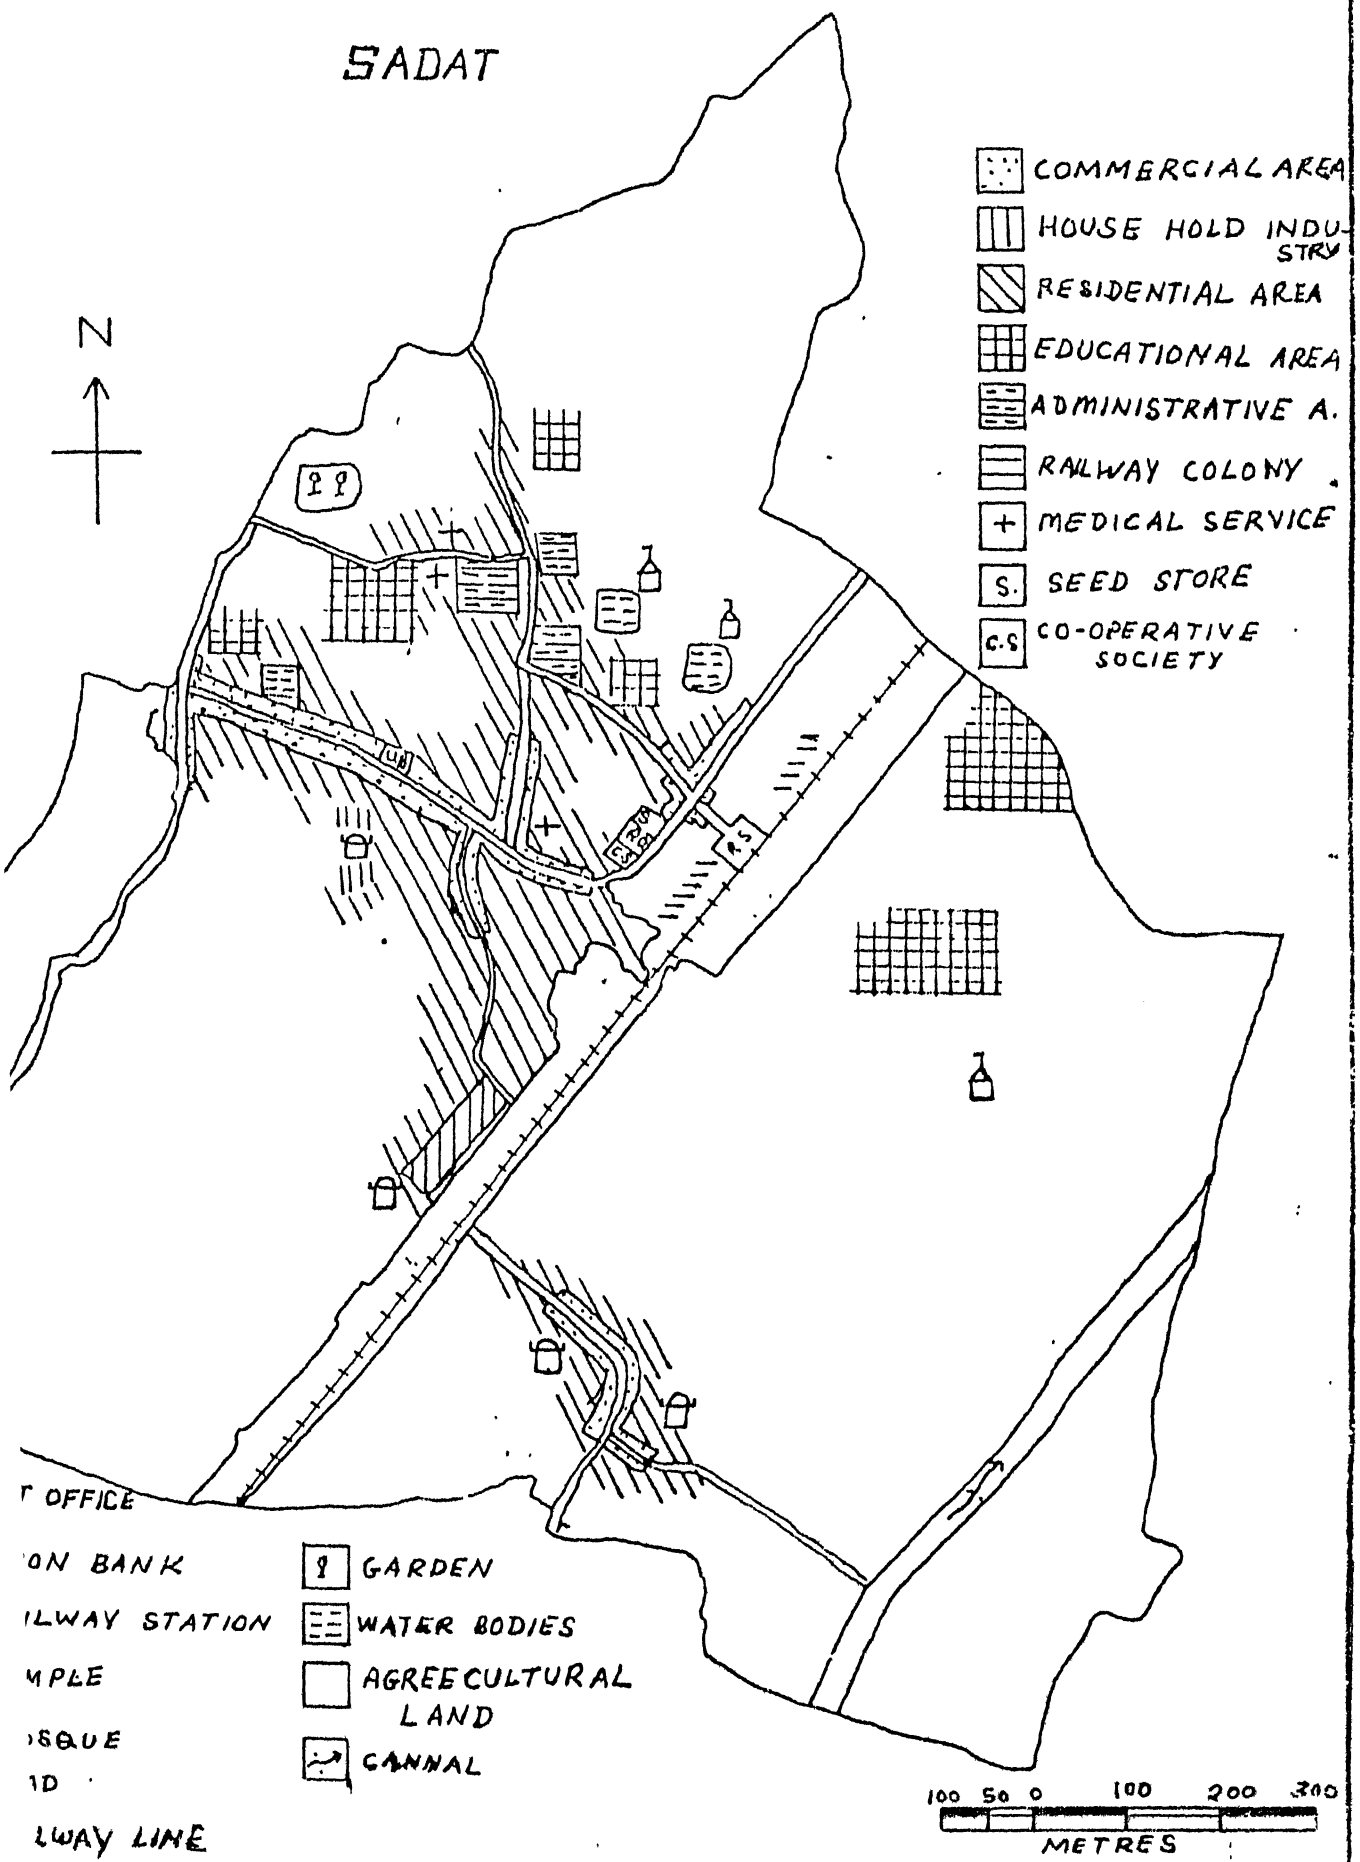 SADAT
N
COMMERCIAL AREA
HOUSE HOLD INDU-
STRY
RESIDENTIAL AREA
EDUCATIONAL AREA
ADMINISTRATIVE A.
RAILWAY COLONY
+ MEDICAL SERVICE
S. SEED STORE
C.S CO-OPERATIVE
SOCIETY
UB
R.S
T OFFICE
ON BANK
ILWAY STATION
MPLE
SQUE
D
LWAY LINE
GARDEN
WATER BODIES
AGREECULTURAL
LAND
CANNAL
100 50 0 100 200 300
METRES